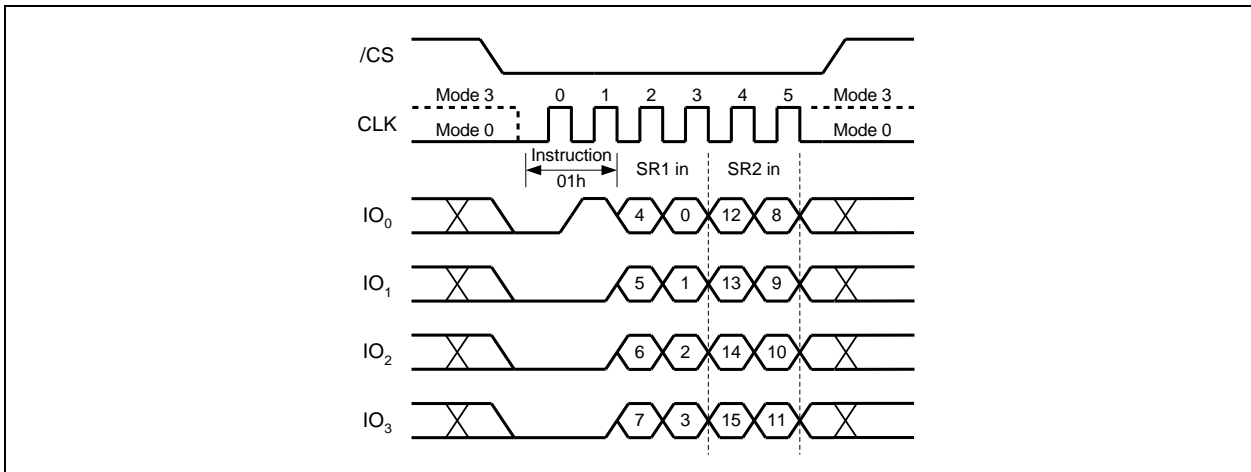 /CS
Mode 3 0 1 2 3 4 5 Mode 3
CLK Mode 0 Mode 0
Instruction SR1 in SR2 in
01h
IO0 4 0 12 8
IO1 5 1 13 9
IO2 6 2 14 10
IO3 7 3 15 11